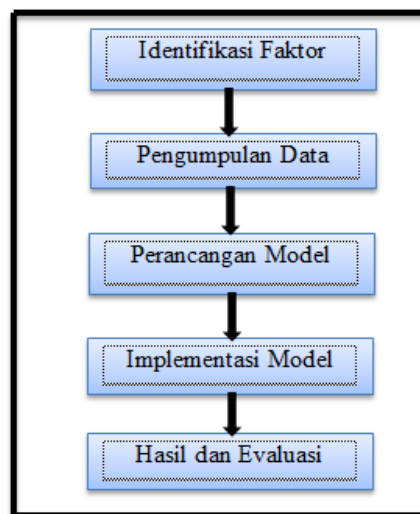 Identifikasi Faktor
Pengumpulan Data
Perancangan Model
Implementasi Model
Hasil dan Evaluasi